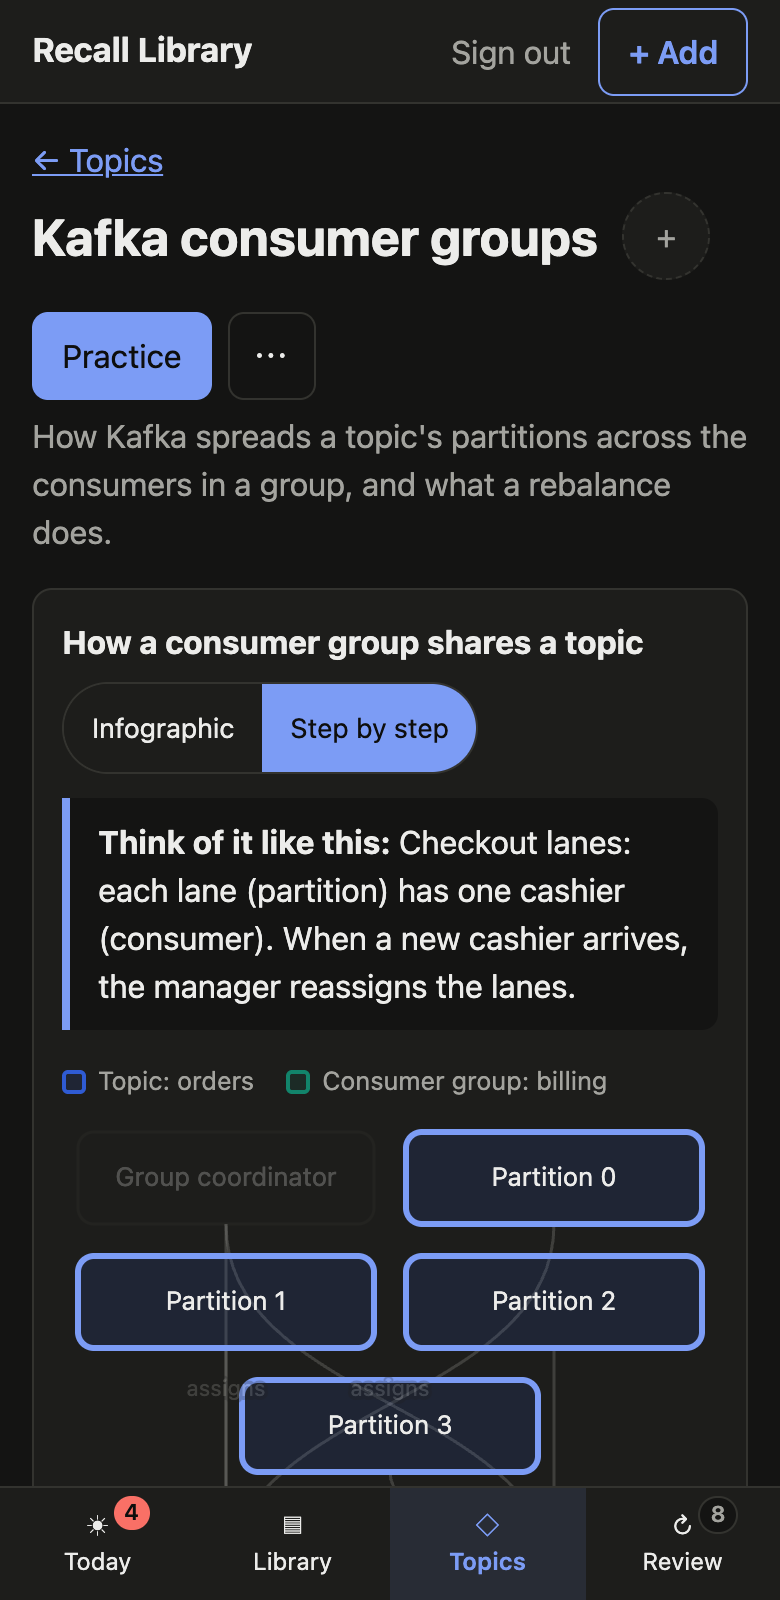 Recall Library
Sign out
+ Add
← Topics
Kafka consumer groups
+
Practice
...
How Kafka spreads a topic's partitions across the
consumers in a group, and what a rebalance
does.
How a consumer group shares a topic
Infographic
Step by step
Think of it like this: Checkout lanes:
each lane (partition) has one cashier
(consumer). When a new cashier arrives,
the manager reassigns the lanes.
Topic: orders
Consumer group: billing
Group coordinator
Partition 0
Partition 1
Partition 2
assigns
assigns
Partition 3
4
8
Today
Library
Topics
Review